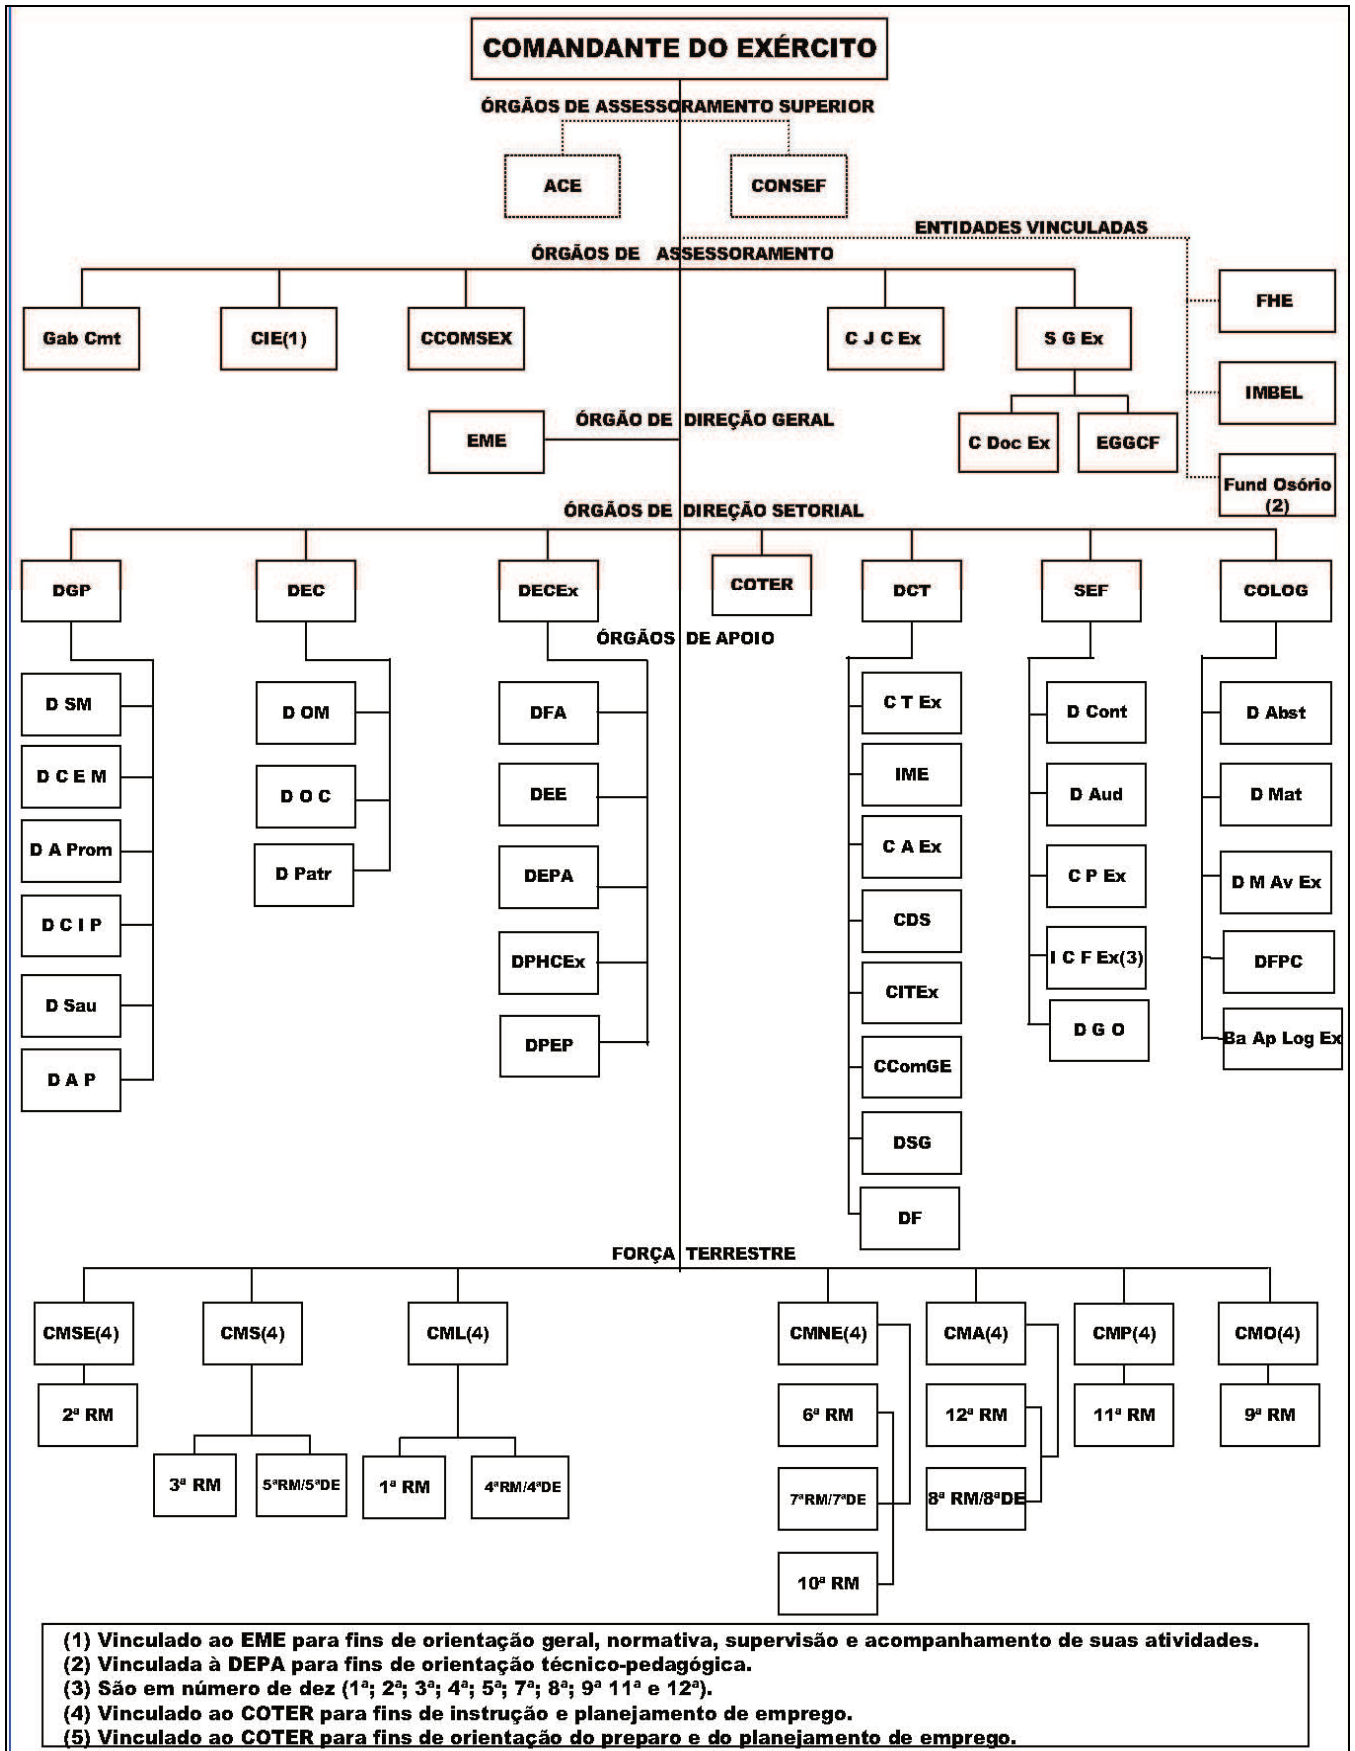 COMANDANTE DO EXÉRCITO
ÓRGÃOS DE ASSESSORAMENTO SUPERIOR
ACE
CONSEF
ENTIDADES VINCULADAS
ÓRGÃOS DE ASSESSORAMENTO
Gab Cmt
CIE(1)
CCOMSEX
C J C Ex
S G Ex
FHE
IMBEL
Fund Osório
(2)
C Doc Ex
EGGCF
ÓRGÃO DE DIREÇÃO GERAL
EME
ÓRGÃOS DE DIREÇÃO SETORIAL
DGP
DEC
DECEx
COTER
DCT
SEF
COLOG
ÓRGÃOS DE APOIO
D SM
D C E M
D A Prom
D C I P
D Sau
D A P
D OM
D O C
D Patr
DFA
DEE
DEPA
DPHCEx
DPEP
C T Ex
IME
C A Ex
CDS
CITEx
CComGE
DSG
DF
D Cont
D Aud
C P Ex
I C F Ex(3)
D G O
D Abst
D Mat
D M Av Ex
DFPC
Ba Ap Log Ex
FORÇA TERRESTRE
CMSE(4)
CMS(4)
CML(4)
CMNE(4)
CMA(4)
CMP(4)
CMO(4)
2ª RM
3ª RM
5ªRM/5ªDE
1ª RM
4ªRM/4ªDE
6ª RM
7ªRM/7ªDE
10ª RM
12ª RM
8ª RM/8ªDE
11ª RM
9ª RM
(1) Vinculado ao EME para fins de orientação geral, normativa, supervisão e acompanhamento de suas atividades.
(2) Vinculada à DEPA para fins de orientação técnico-pedagógica.
(3) São em número de dez (1ª; 2ª; 3ª; 4ª; 5ª; 7ª; 8ª; 9ª 11ª e 12ª).
(4) Vinculado ao COTER para fins de instrução e planejamento de emprego.
(5) Vinculado ao COTER para fins de orientação do preparo e do planejamento de emprego.